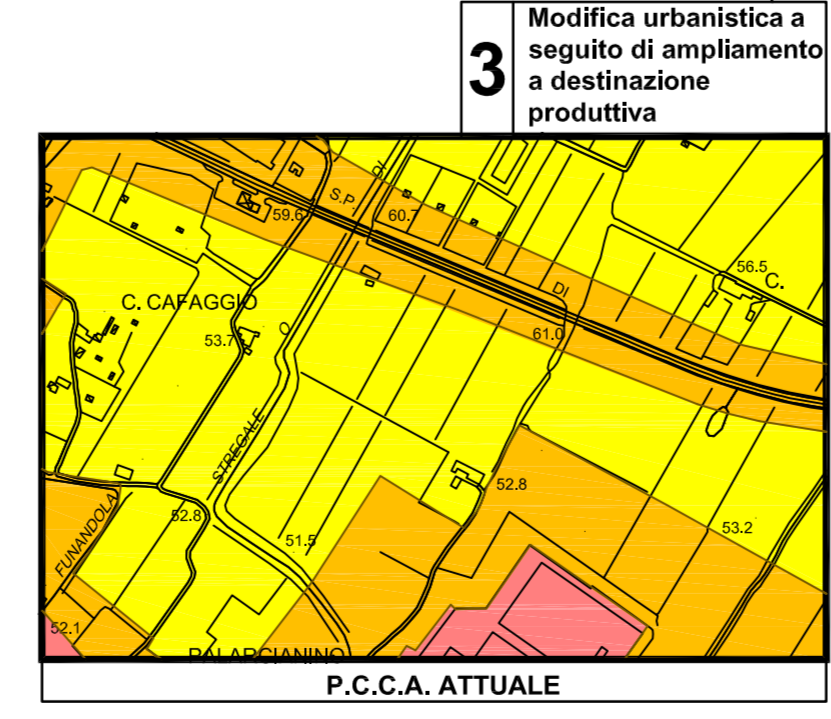 3
Modifica urbanistica a
seguito di ampliamento
a destinazione
produttiva
S.P.
DI
59.6
60.7
56.5
C.
C. CAFAGGIO
DI
53.7
O
61.0
STREGALE
52.8
FUNANDOLA
52.8
53.2
51.5
52.1
PALARCIANINO
P.C.C.A. ATTUALE